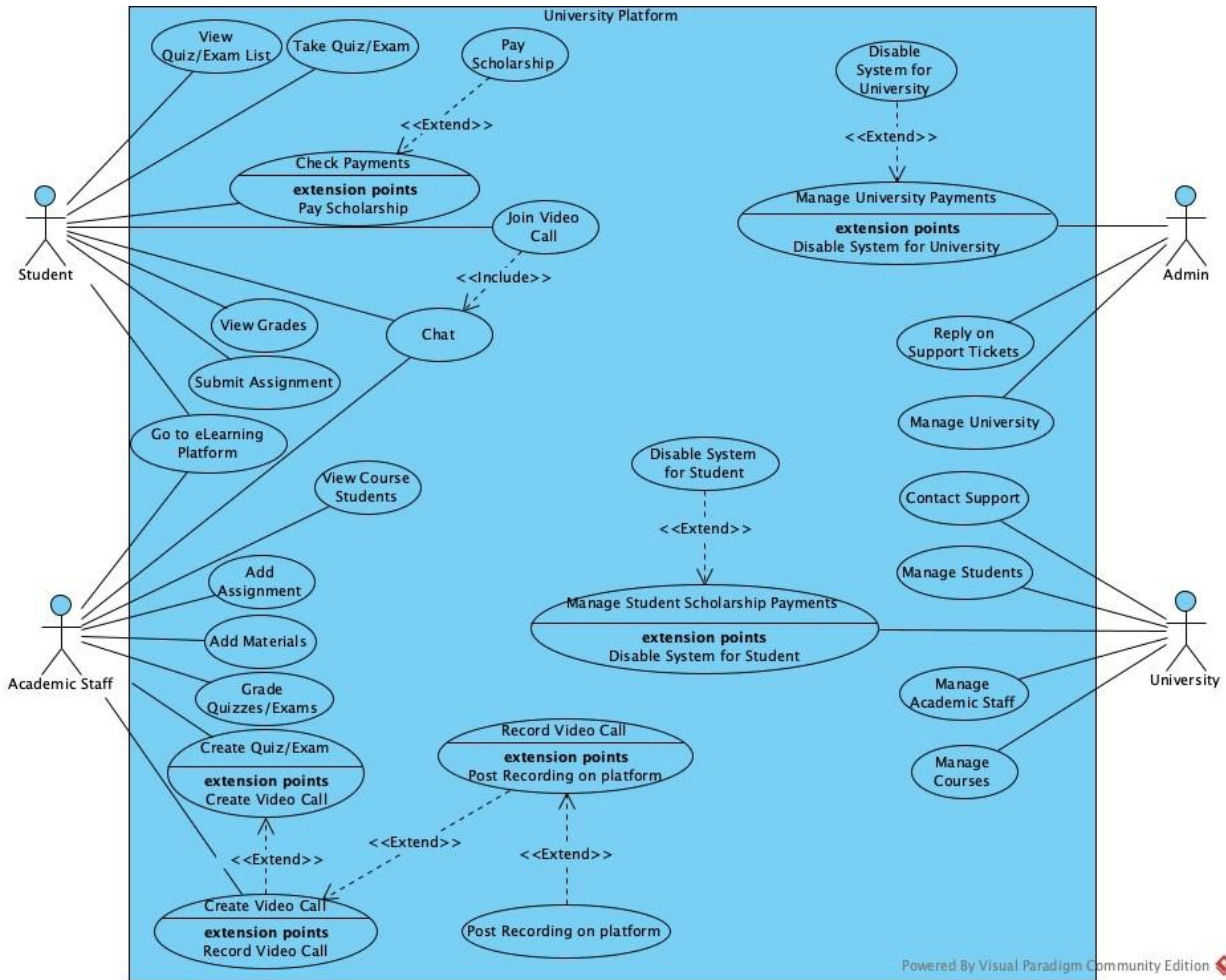 University Platform
View
Quiz/Exam List
Take Quiz/Exam
Pay
Scholarship
Disable
System for
University
<<Extend>>
<<Extend>>
Check Payments
extension points
Pay Scholarship
Manage University Payments
extension points
Disable System for University
Join Video
Call
Student
Admin
<<Include>>
View Grades
Chat
Reply on
Support Tickets
Submit Assignment
Go to eLearning
Platform
Manage University
Disable System
for Student
View Course
Students
Contact Support
<<Extend>>
Add
Assignment
Manage Students
Manage Student Scholarship Payments
extension points
Disable System for Student
Add Materials
Academic Staff
University
Grade
Quizzes/Exams
Manage
Academic Staff
Record Video Call
extension points
Post Recording on platform
Create Quiz/Exam
extension points
Create Video Call
Manage
Courses
<<Extend>>
<<Extend>>
<<Extend>>
Create Video Call
extension points
Record Video Call
Post Recording on platform
Powered By Visual Paradigm Community Edition